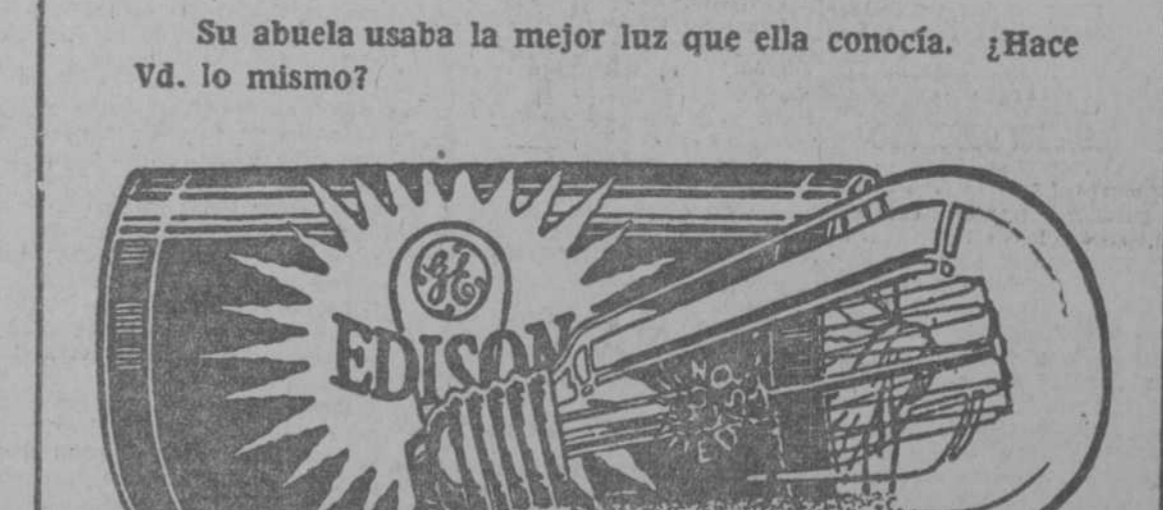 Su abuela usaba la mejor luz que ella conocía. ¿Hace
Vd. lo mismo?
GE
EDISON